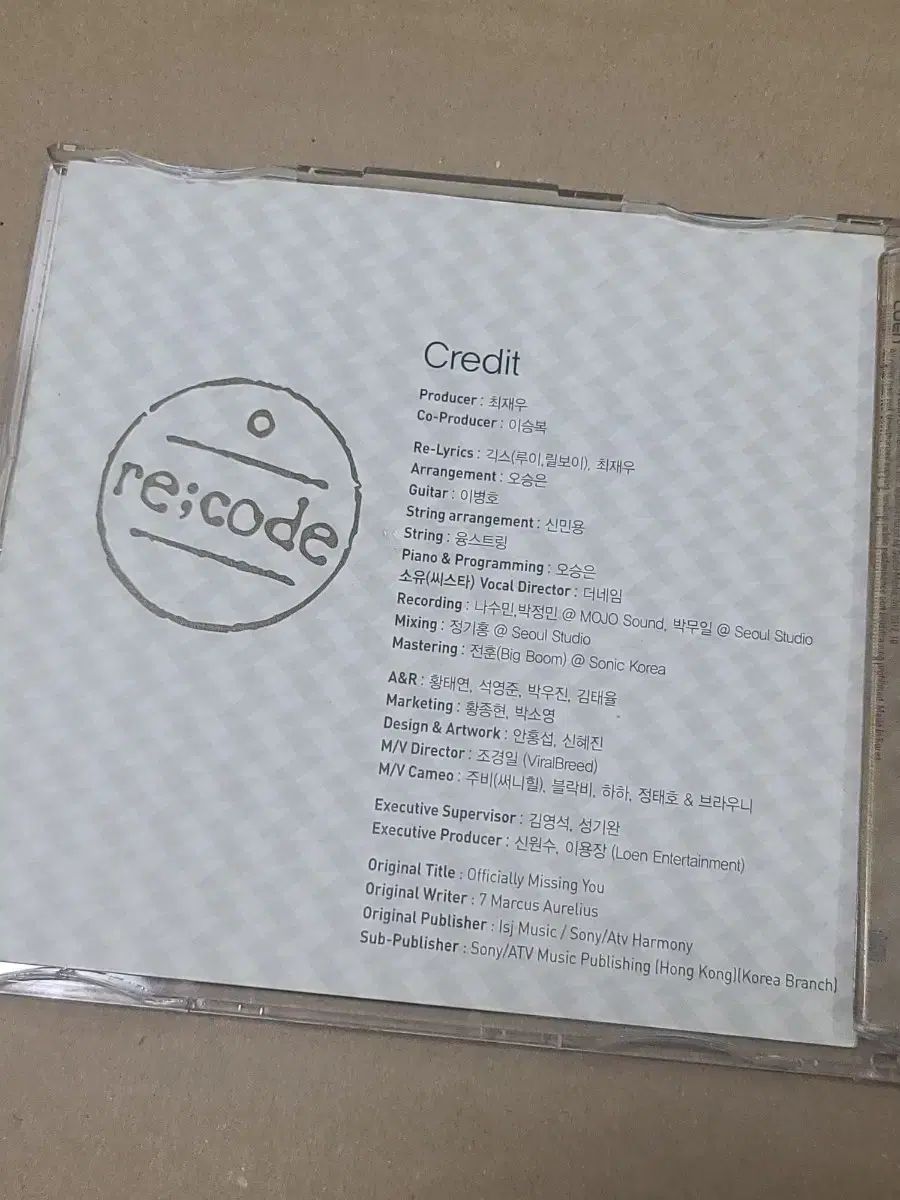 re;code
Credit
Producer : 최재우
Co-Producer : 이승복
Re-Lyrics : 긱스(루이,릴보이), 최재우
Arrangement : 오승은
Guitar : 이병호
String arrangement : 신민용
String : 융스트링
Piano & Programming : 오승은
소유(씨스타) Vocal Director : 더네임
Recording : 나수민,박정민 @ MOJO Sound, 박무일 @ Seoul Studio
Mixing : 정기홍 @ Seoul Studio
Mastering : 전훈(Big Boom) @ Sonic Korea
A&R : 황태연, 석영준, 박우진, 김태율
Marketing : 황종현, 박소영
Design & Artwork : 안홍섭, 신혜진
M/V Director : 조경일 (ViralBreed)
M/V Cameo : 주비(써니힐), 블락비, 하하, 정태호 & 브라우니
Executive Supervisor : 김영석, 성기완
Executive Producer : 신원수, 이용장 (Loen Entertainment)
Original Title : Officially Missing You
Original Writer : 7 Marcus Aurelius
Original Publisher : Isj Music / Sony/Atv Harmony
Sub-Publisher : Sony/ATV Music Publishing (Hong Kong)(Korea Branch)